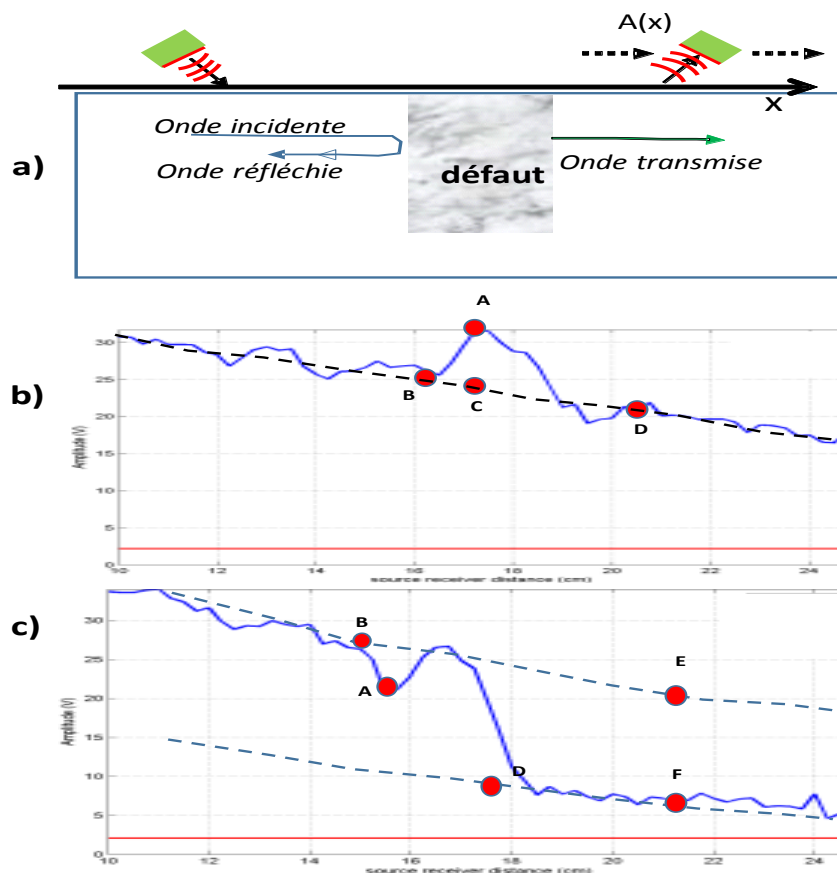 A(x)
x
Onde incidente
Onde réfléchie
défaut
Onde transmise
a)
b)
A
B
C
D
Amplitude (V)
30
25
20
15
10
5
0
10
14
16
18
20
22
24
source receiver distance (cm)
c)
B
A
E
D
F
Amplitude (V)
30
25
20
15
10
5
0
10
12
14
16
18
20
22
24
source receiver distance (cm)